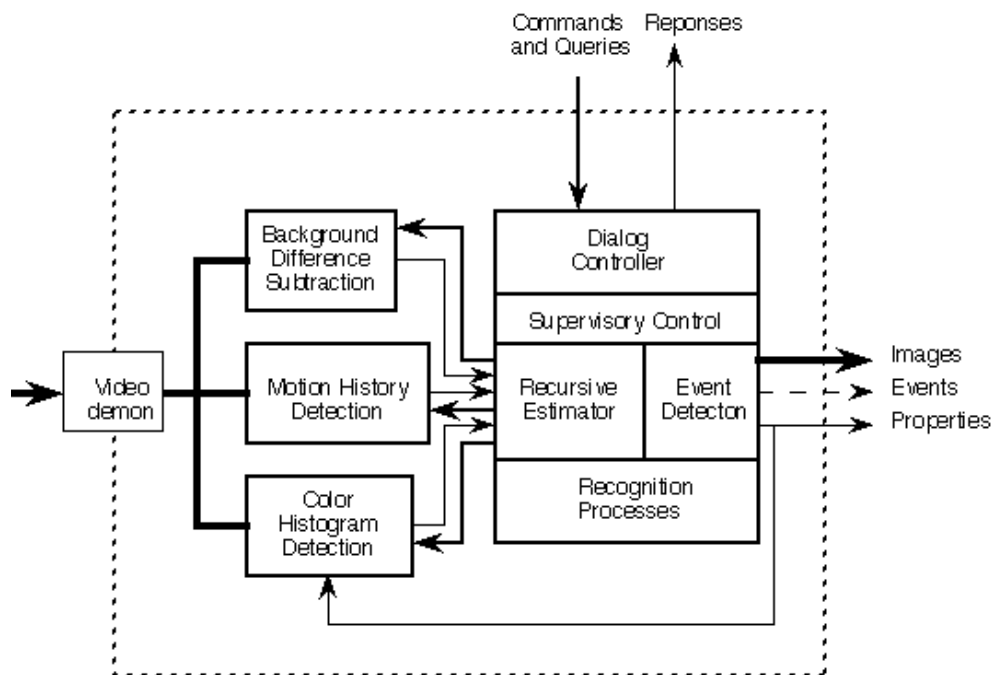 Commands
and Queries
Reponses
Background
Difference
Subtraction
Dialog
Controller
Supervisory Control
Video
demon
Motion History
Detection
Recursive
Estimator
Event
Detecton
Images
Events
Properties
Color
Histogram
Detection
Recognition
Processes